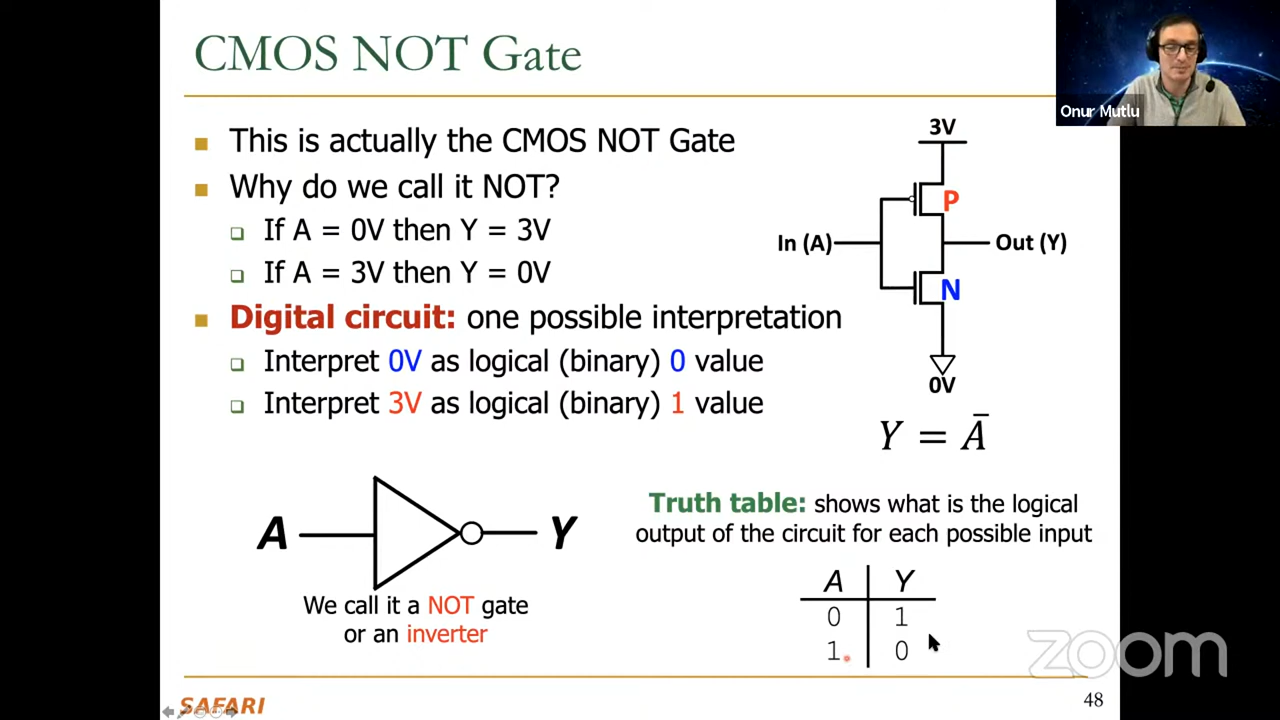 CMOS NOT Gate
Onur Mutlu
This is actually the CMOS NOT Gate
Why do we call it NOT?
If A = 0V then Y = 3V
If A = 3V then Y = 0V
Digital circuit: one possible interpretation
Interpret 0V as logical (binary) 0 value
Interpret 3V as logical (binary) 1 value
3V
P
In (A)
Out (Y)
N
0V
Y = Ā
A
Y
We call it a NOT gate
or an inverter
Truth table: shows what is the logical
output of the circuit for each possible input
A Y
0 1
1 0
zoom
SAFARI
48